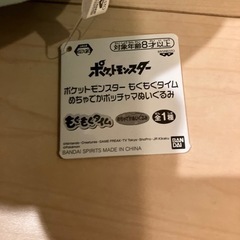 対象年齢8才以上
ポケットモンスター
ポケットモンスター もぐもぐタイム
めちゃでかポッチャマぬいぐるみ
もぐもぐタイム
全1種
BANDAI
BANDAI SPIRITS MADE IN CHINA